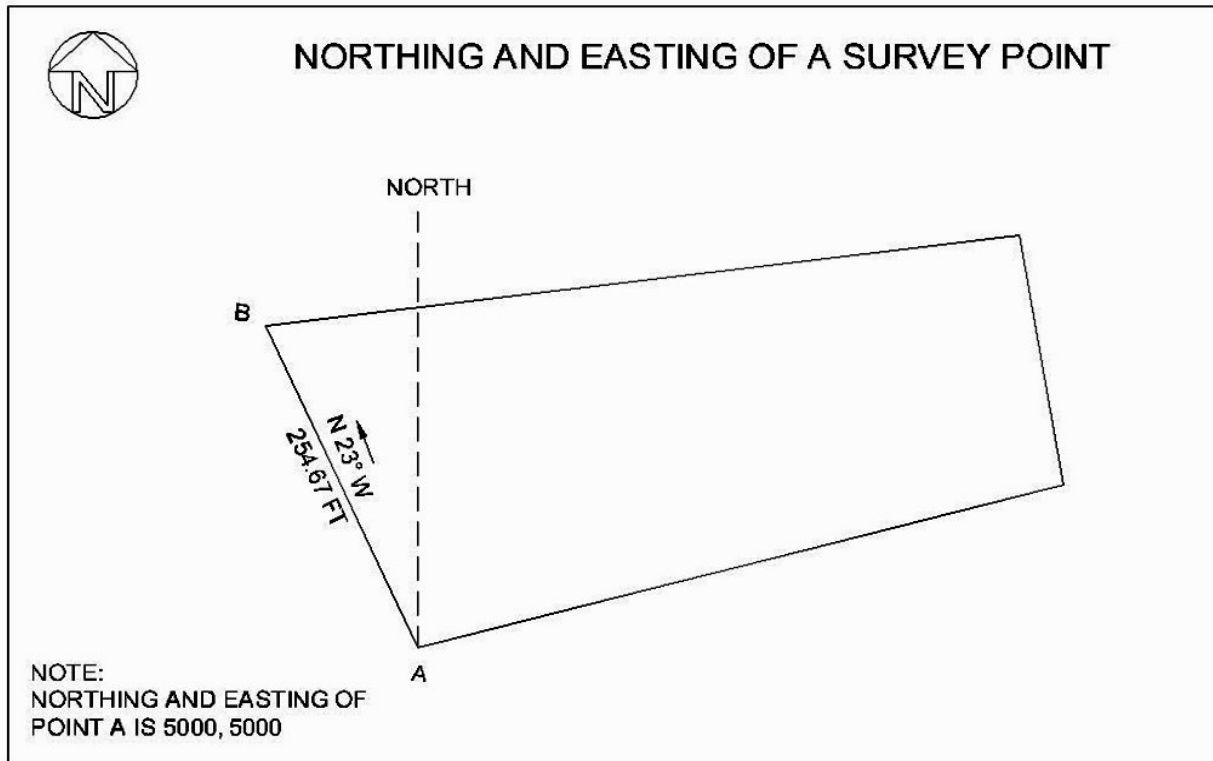 N
NORTHING AND EASTING OF A SURVEY POINT
NORTH
B
N 23° W
254.67 FT
A
NOTE:
NORTHING AND EASTING OF
POINT A IS 5000, 5000